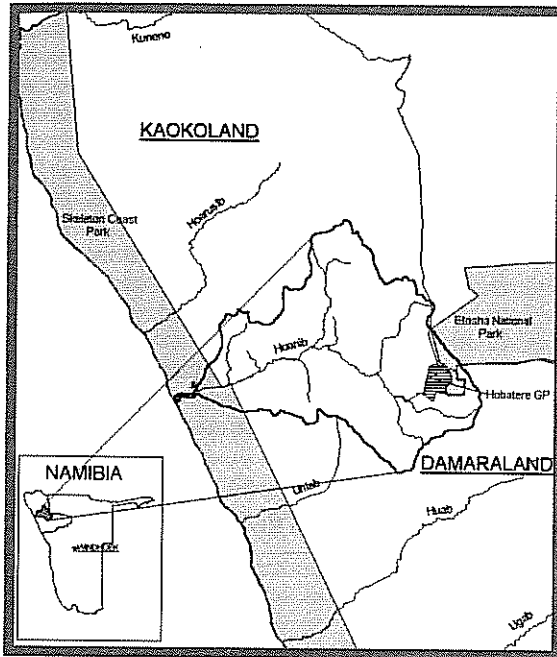 Kunene
KAOKOLAND
Skeleton Coast
Park
Hoarusib
Hoanib
Etosha National
Park
Hobatere GP
DAMARALAND
Uniab
Huab
Ugab
NAMIBIA
WINDHOEK